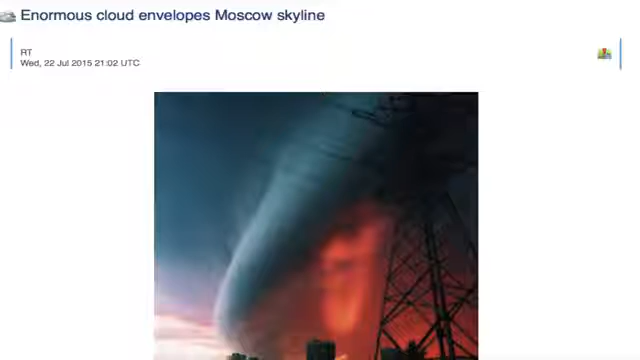 Enormous cloud envelopes Moscow skyline
RT
Wed, 22 Jul 2015 21:02 UTC